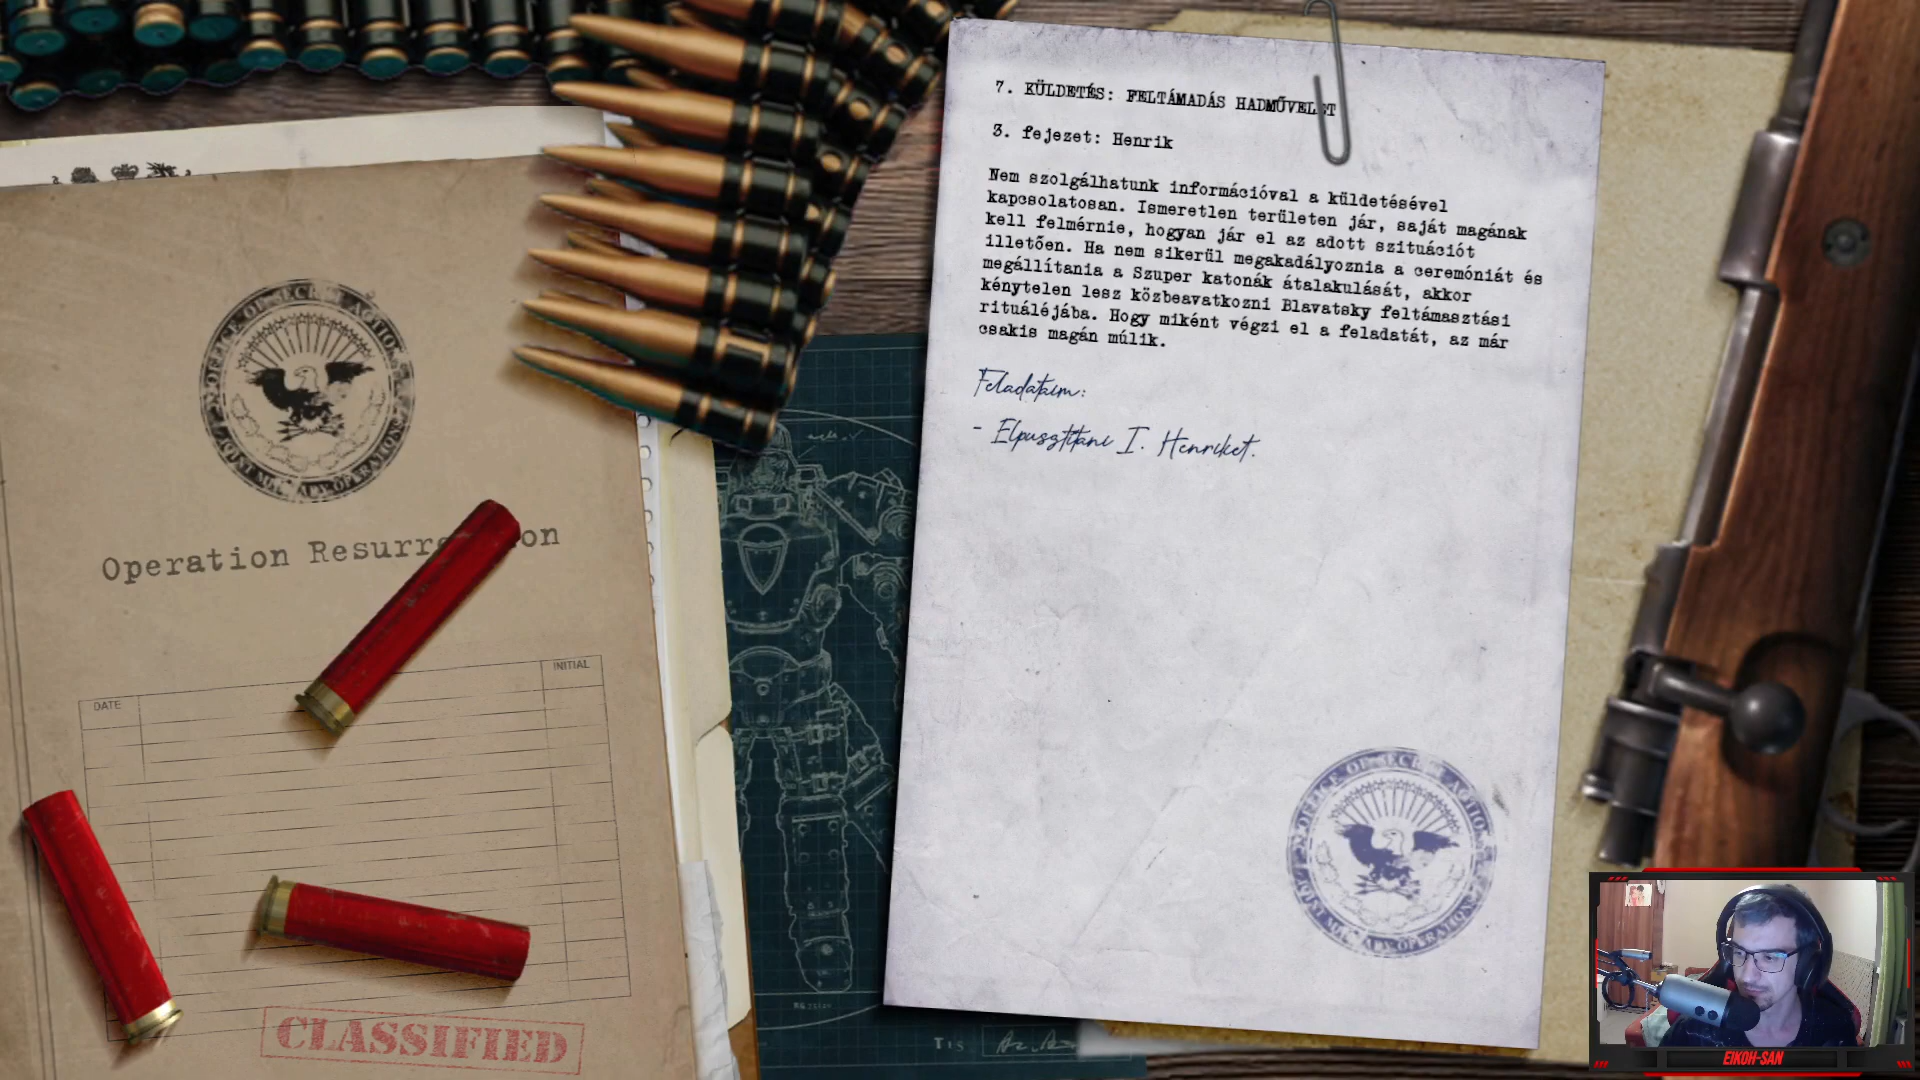 7. KÜLDETÉS: FELTÁMADÁS HADMŰVELET
3. fejezet: Henrik
Nem szolgálhatunk információval a küldetésével
kapcsolatosan. Ismeretlen területen jár, saját magának
kell felmérnie, hogyan jár el az adott szituációt
illetően. Ha nem sikerül megakadályoznia a ceremóniát és
megállítania a Szuper katonák átalakulását, akkor
kénytelen lesz közbeavatkozni Blavatsky feltámasztási
rituáléjába. Hogy miként végzi el a feladatát, az már
csakis magán múlik.
Feladataim:
- Elpusztítani I. Henriket.
Operation
DATE
INITIAL
CLASSIFIED
EIKOH-SAN